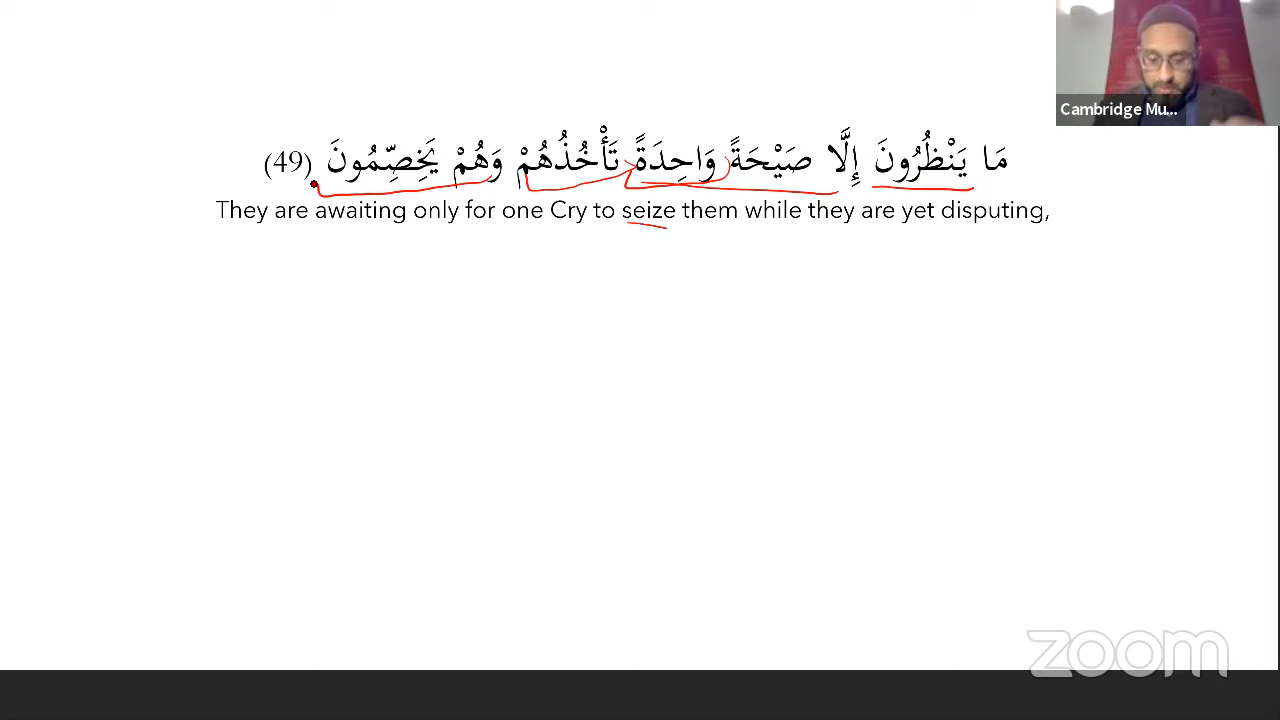 Cambridge Mu...
مَا يَنْظُرُونَ إِلَّا صَيْحَةً وَاحِدَةً تَأْخُذُهُمْ وَهُمْ يَخِصِّمُونَ (49)
They are awaiting only for one Cry to seize them while they are yet disputing,
zoom